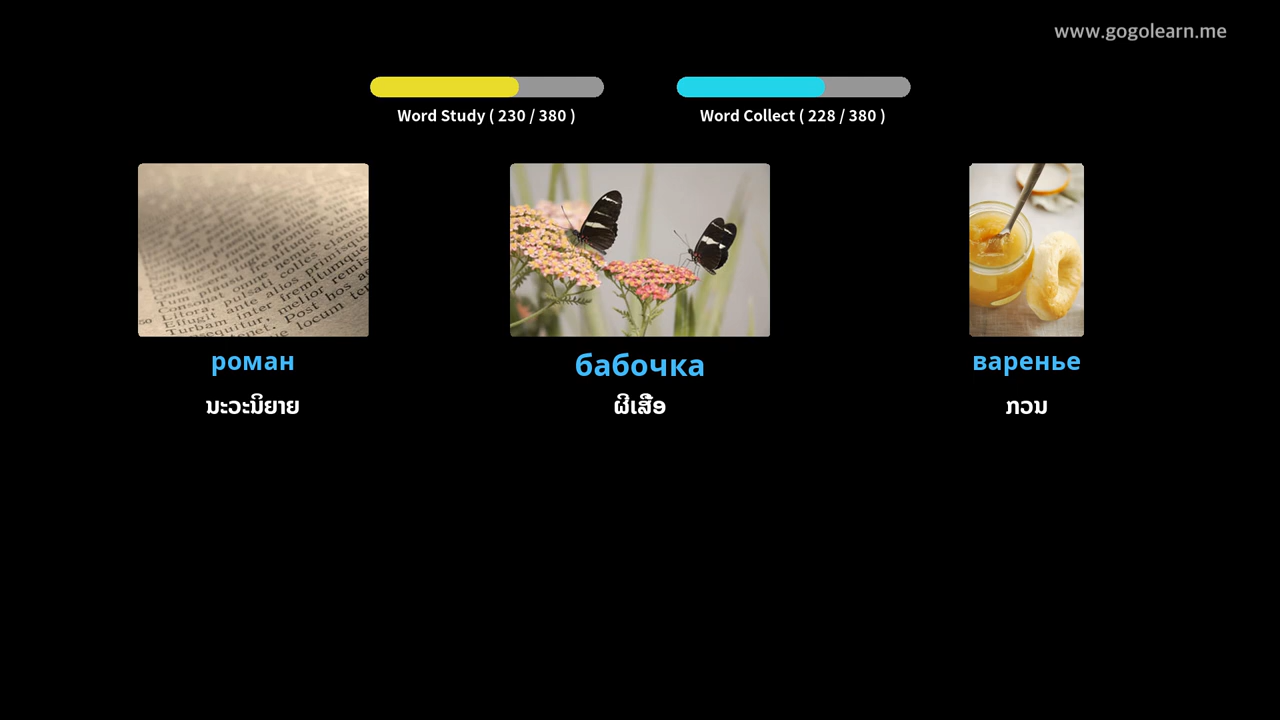 www.gogolearn.me
Word Study ( 230 / 380 )
Word Collect ( 228 / 380 )
роман
бабочка
варенье
ນະວະນິຍາຍ
ຜີເສື້ອ
ກວນ